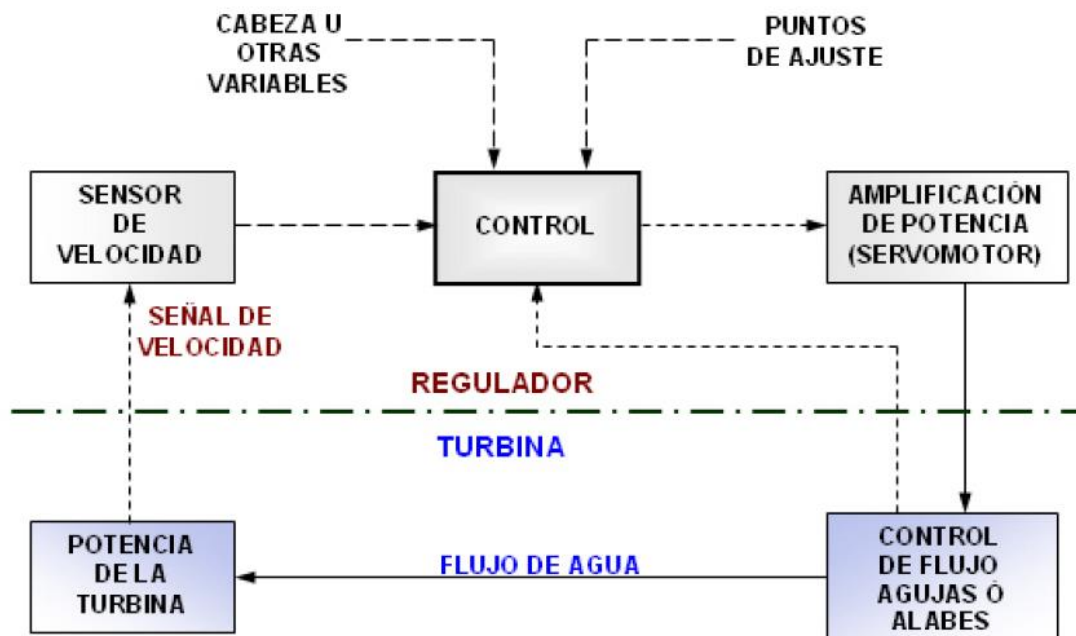 CABEZA U
OTRAS
VARIABLES
PUNTOS
DE AJUSTE
SENSOR
DE
VELOCIDAD
CONTROL
AMPLIFICACIÓN
DE POTENCIA
(SERVOMOTOR)
SEÑAL DE
VELOCIDAD
REGULADOR
TURBINA
POTENCIA
DE LA
TURBINA
FLUJO DE AGUA
CONTROL
DE FLUJO
AGUJAS Ó
ALABES